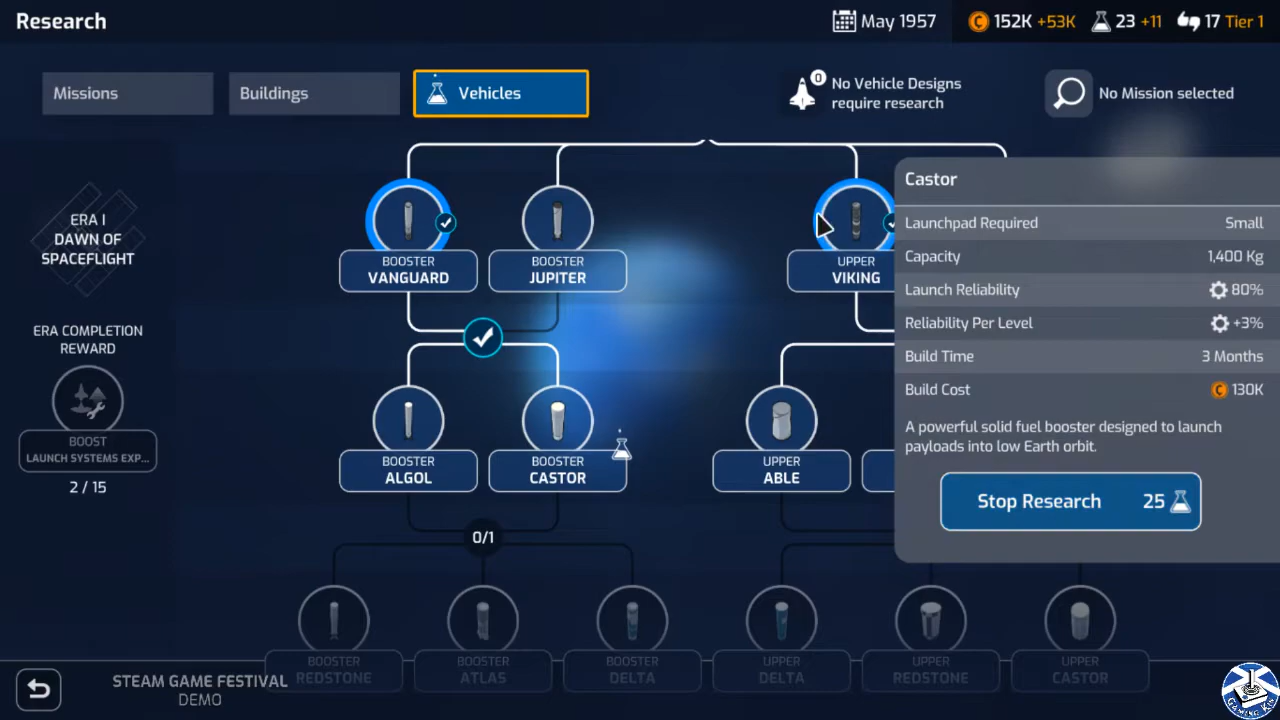 Research
May 1957
152K +53K
23 +11
17 Tier 1
Missions
Buildings
Vehicles
0
No Vehicle Designs
require research
No Mission selected
ERA I
DAWN OF
SPACEFLIGHT
ERA COMPLETION
REWARD
BOOST
LAUNCH SYSTEMS EXP...
2 / 15
BOOSTER
VANGUARD
BOOSTER
JUPITER
UPPER
VIKING
BOOSTER
ALGOL
BOOSTER
CASTOR
UPPER
ABLE
0/1
BOOSTER
REDSTONE
BOOSTER
ATLAS
BOOSTER
DELTA
UPPER
DELTA
UPPER
REDSTONE
UPPER
CASTOR
Castor
Launchpad Required Small
Capacity 1,400 Kg
Launch Reliability 80%
Reliability Per Level +3%
Build Time 3 Months
Build Cost C 130K
A powerful solid fuel booster designed to launch
payloads into low Earth orbit.
Stop Research 25
STEAM GAME FESTIVAL
DEMO